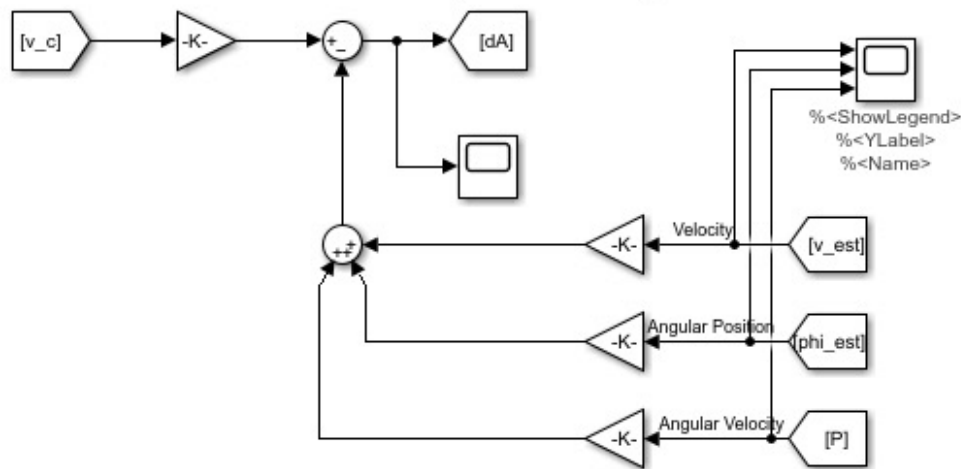 [v_c]
-K-
+
-
[dA]
%<ShowLegend>
%<YLabel>
%<Name>
+
++
-K-
Velocity
[v_est]
-K-
Angular Position
[phi_est]
-K-
Angular Velocity
[P]